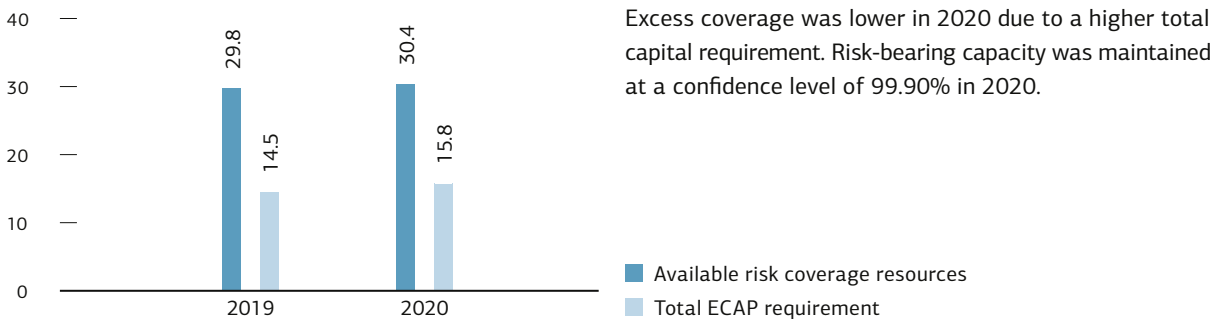 40
30
20
10
0
29.8
14.5
30.4
15.8
2019
2020
Excess coverage was lower in 2020 due to a higher total
capital requirement. Risk-bearing capacity was maintained
at a confidence level of 99.90% in 2020.
Available risk coverage resources
Total ECAP requirement